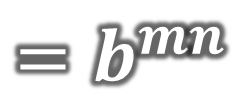 = b^{mn}